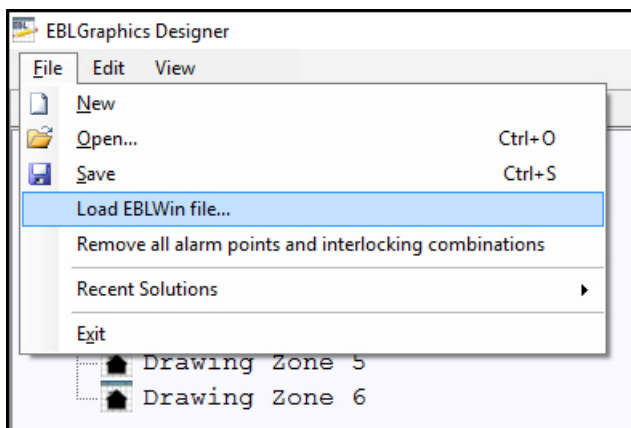 EBLGraphics Designer
File Edit View
New
Open... Ctrl+O
Save Ctrl+S
Load EBLWin file...
Remove all alarm points and interlocking combinations
Recent Solutions
Exit
Drawing Zone 5
Drawing Zone 6